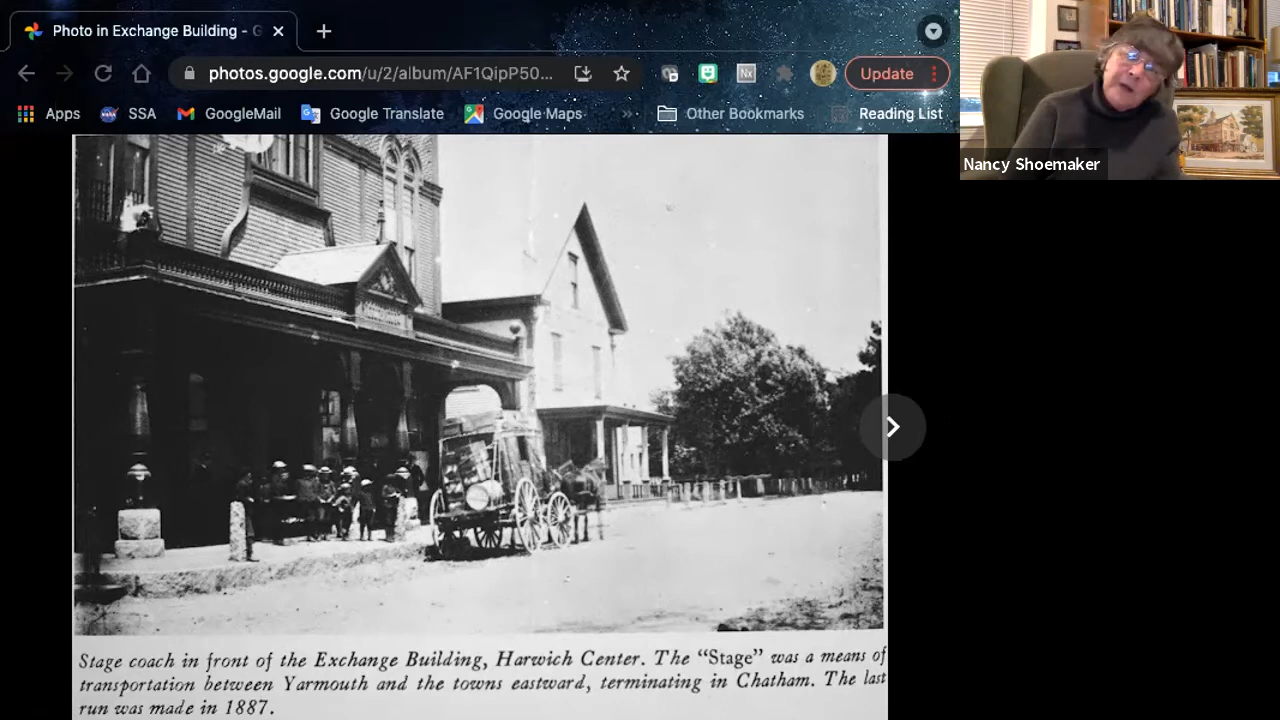 Photo in Exchange Building - G
photos.google.com/u/2/album/AF1QipP50...
Update
Apps
SSA
GoogleMail
Google Translate
Google Maps
Other Bookmarks
Reading List
Nx
Nancy Shoemaker
Stage coach in front of the Exchange Building, Harwich Center. The “Stage” was a means of
transportation between Yarmouth and the towns eastward, terminating in Chatham. The last
run was made in 1887.